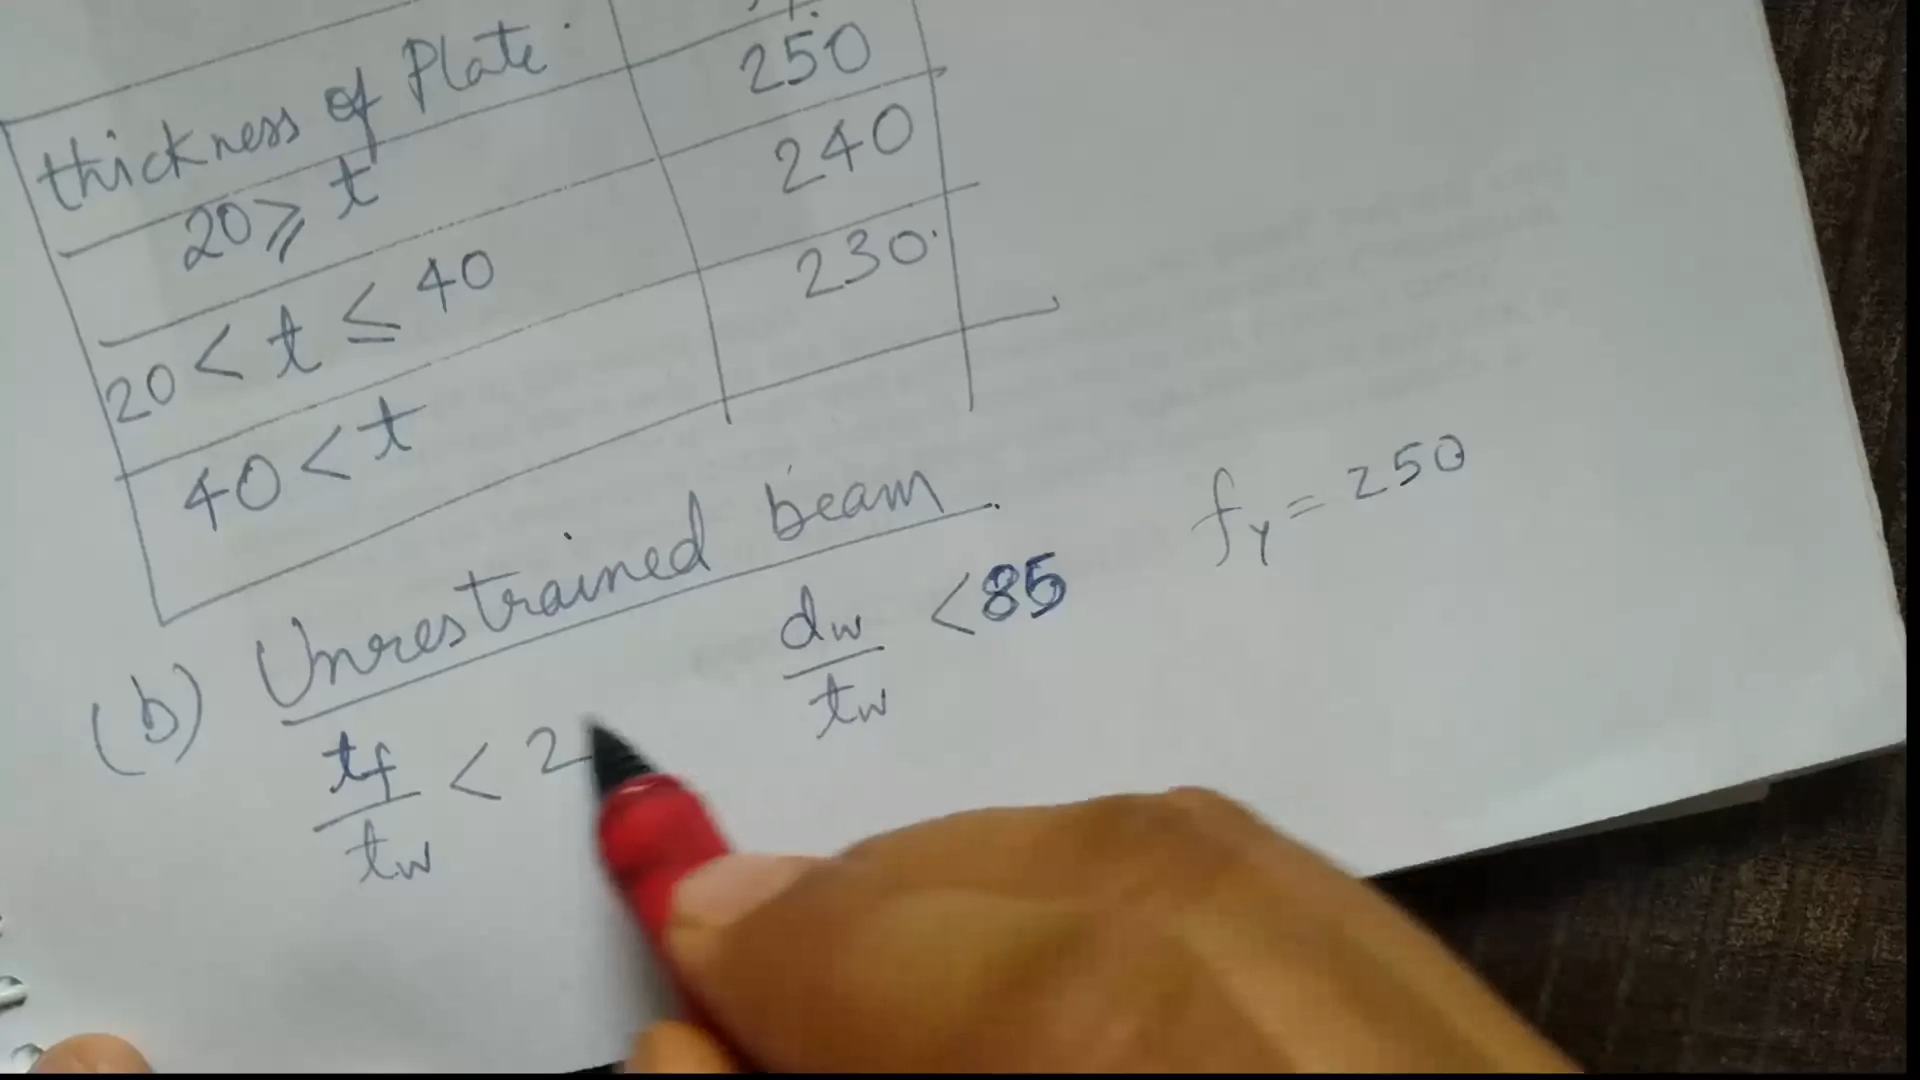 thickness of Plate. 
20 ⩾ t 250
20 < t ≤ 40 240
40 < t 230.
(b) Unrestrained beam.
fy = 250
tf/tw < 2
dw/tw < 85